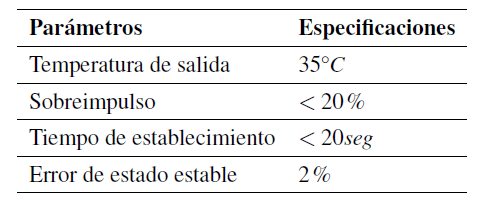 Parámetros Especificaciones
Temperatura de salida 35°C
Sobreimpulso < 20%
Tiempo de establecimiento < 20seg
Error de estado estable 2%